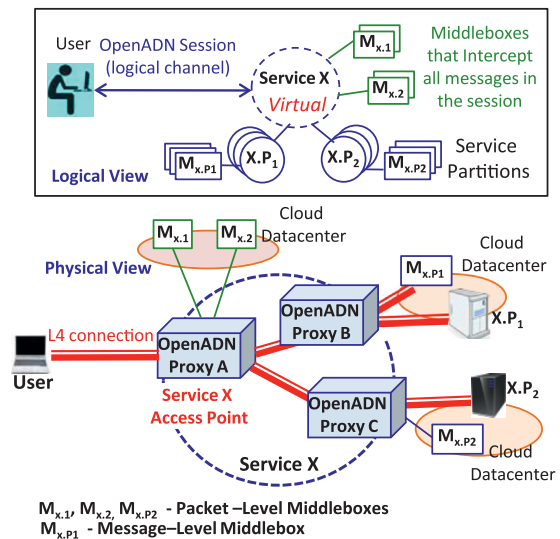 User
OpenADN Session
(logical channel)
Service X
Virtual
Mx.1
Mx.2
Middleboxes
that Intercept
all messages in
the session
Mx.P1
X.P1
X.P2
Mx.P2
Service
Partitions
Logical View
Mx.1
Mx.2
Cloud
Datacenter
Physical View
Mx.P1
Cloud
Datacenter
X.P1
L4 connection
OpenADN
Proxy A
OpenADN
Proxy B
User
Service X
Access Point
OpenADN
Proxy C
X.P2
Mx.P2
Cloud
Datacenter
Service X
Mx.1, Mx.2, Mx.P2 - Packet –Level Middleboxes
Mx.P1 - Message–Level Middlebox